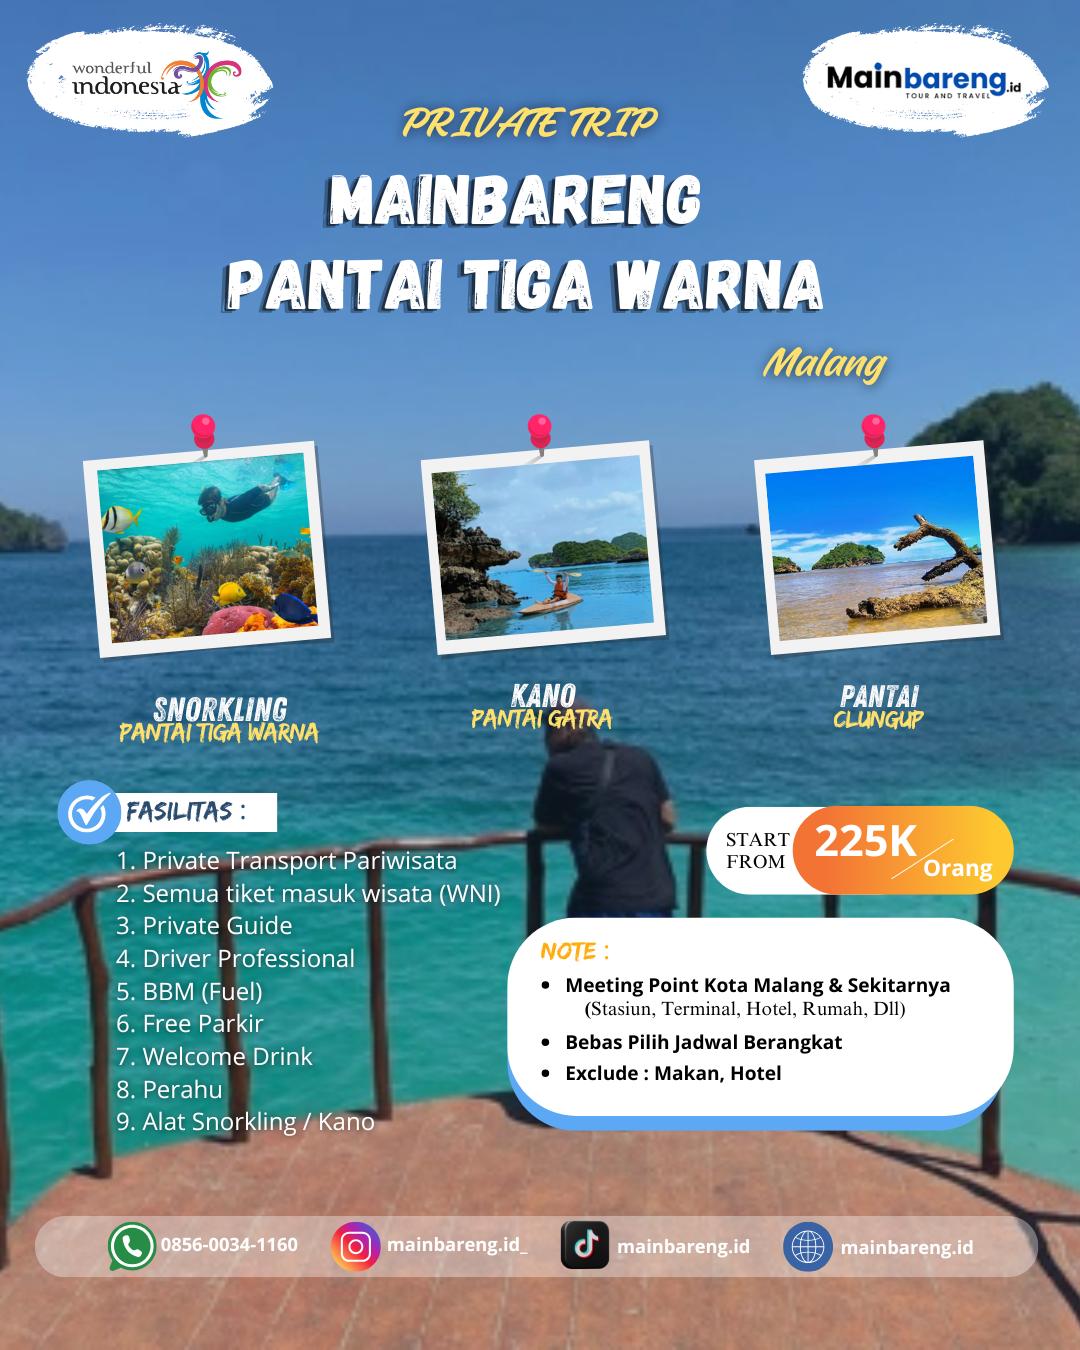 wonderful
indonesia
Mainbareng.id
TOUR AND TRAVEL
PRIVATE TRIP
MAINBARENG
PANTAI TIGA WARNA
Malang
SNORKLING
PANTAI TIGA WARNA
KANO
PANTAI GATRA
PANTAI
CLUNGUP
FASILITAS :
1. Private Transport Pariwisata
2. Semua tiket masuk wisata (WNI)
3. Private Guide
4. Driver Professional
5. BBM (Fuel)
6. Free Parkir
7. Welcome Drink
8. Perahu
9. Alat Snorkling / Kano
START
FROM
225K/Orang
NOTE :
• Meeting Point Kota Malang & Sekitarnya
(Stasiun, Terminal, Hotel, Rumah, Dll)
• Bebas Pilih Jadwal Berangkat
• Exclude : Makan, Hotel
0856-0034-1160
mainbareng.id_
mainbareng.id
mainbareng.id